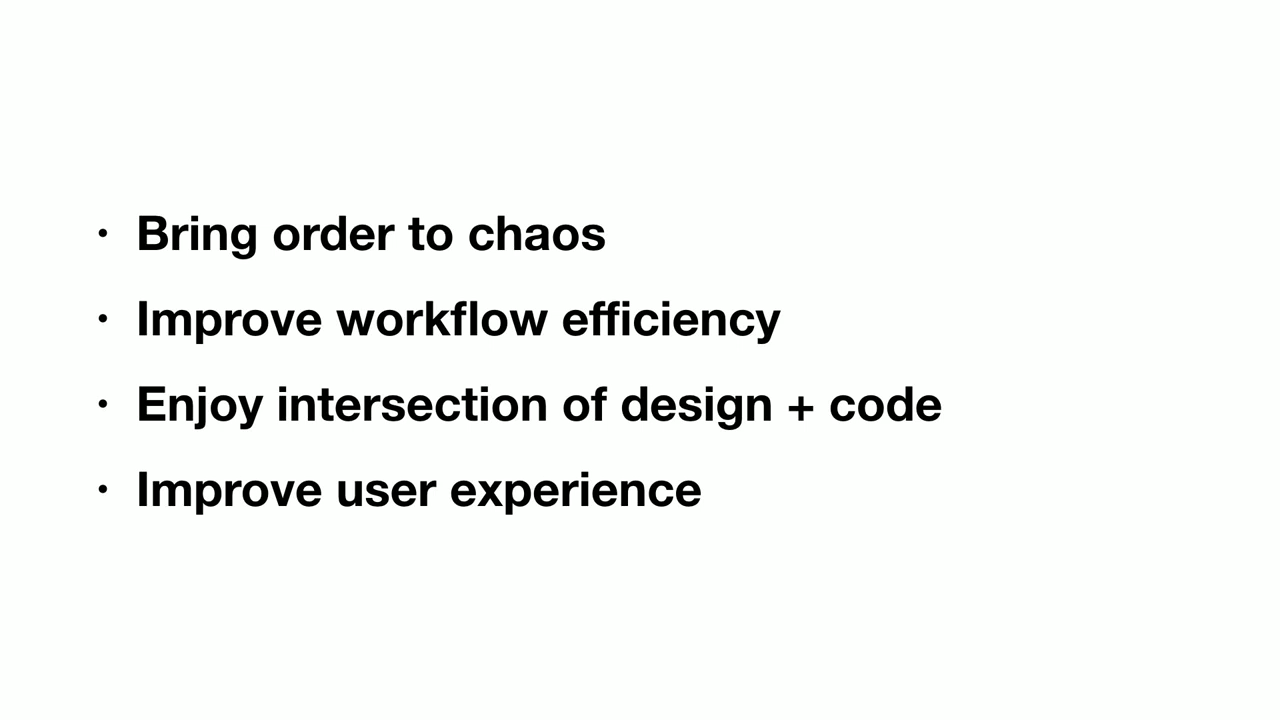 • Bring order to chaos
• Improve workflow efficiency
• Enjoy intersection of design + code
• Improve user experience